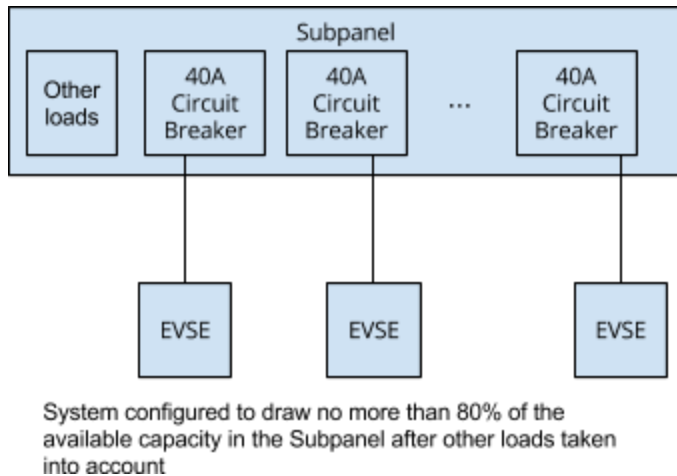 Subpanel
Other
loads
40A
Circuit
Breaker
40A
Circuit
Breaker
...
40A
Circuit
Breaker
EVSE
EVSE
EVSE
System configured to draw no more than 80% of the
available capacity in the Subpanel after other loads taken
into account